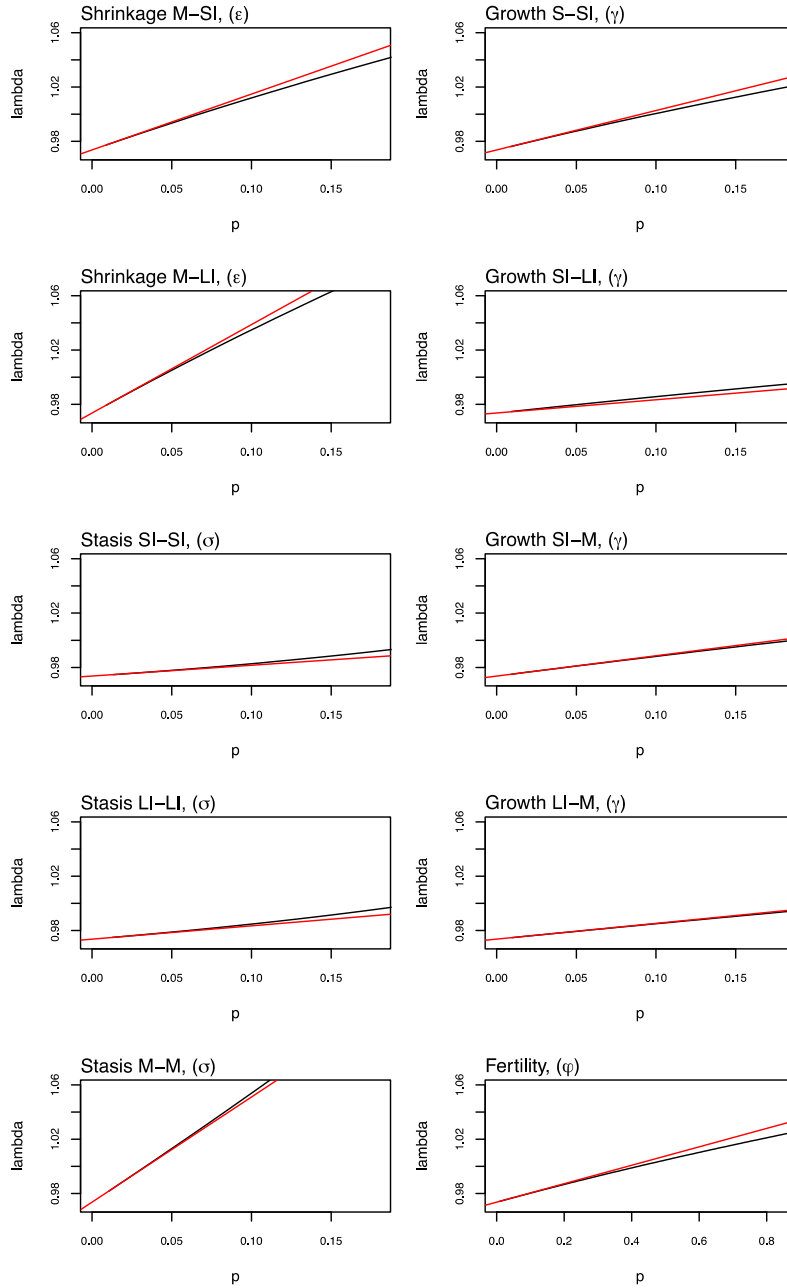 Shrinkage M−SI, (ε)
lambda
0.98 1.02 1.06
0.00 0.05 0.10 0.15
p
Growth S−SI, (γ)
lambda
0.98 1.02 1.06
0.00 0.05 0.10 0.15
p
Shrinkage M−LI, (ε)
lambda
0.98 1.02 1.06
0.00 0.05 0.10 0.15
p
Growth SI−LI, (γ)
lambda
0.98 1.02 1.06
0.00 0.05 0.10 0.15
p
Stasis SI−SI, (σ)
lambda
0.98 1.02 1.06
0.00 0.05 0.10 0.15
p
Growth SI−M, (γ)
lambda
0.98 1.02 1.06
0.00 0.05 0.10 0.15
p
Stasis LI−LI, (σ)
lambda
0.98 1.02 1.06
0.00 0.05 0.10 0.15
p
Growth LI−M, (γ)
lambda
0.98 1.02 1.06
0.00 0.05 0.10 0.15
p
Stasis M−M, (σ)
lambda
0.98 1.02 1.06
0.00 0.05 0.10 0.15
p
Fertility, (φ)
lambda
0.98 1.02 1.06
0.0 0.2 0.4 0.6 0.8
p